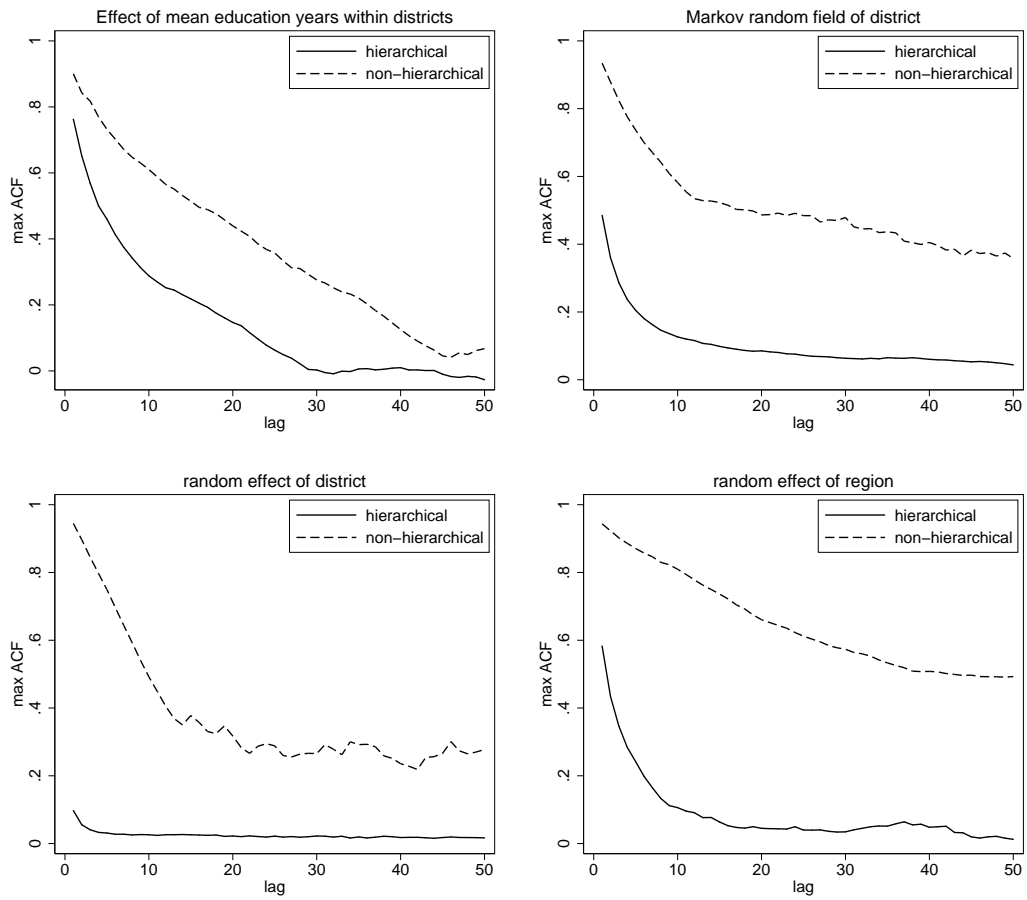 Effect of mean education years within districts
hierarchical
non−hierarchical
max ACF
0
.2
.4
.6
.8
1
0 10 20 30 40 50
lag
Markov random field of district
hierarchical
non−hierarchical
max ACF
0
.2
.4
.6
.8
1
0 10 20 30 40 50
lag
random effect of district
hierarchical
non−hierarchical
max ACF
0
.2
.4
.6
.8
1
0 10 20 30 40 50
lag
random effect of region
hierarchical
non−hierarchical
max ACF
0
.2
.4
.6
.8
1
0 10 20 30 40 50
lag